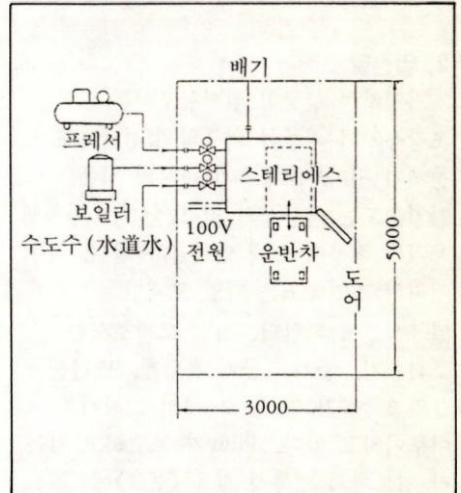 배기
프레서
보일러
수도수(水道水)
스테리에스
100V
전원
운반차
도어
5000
3000